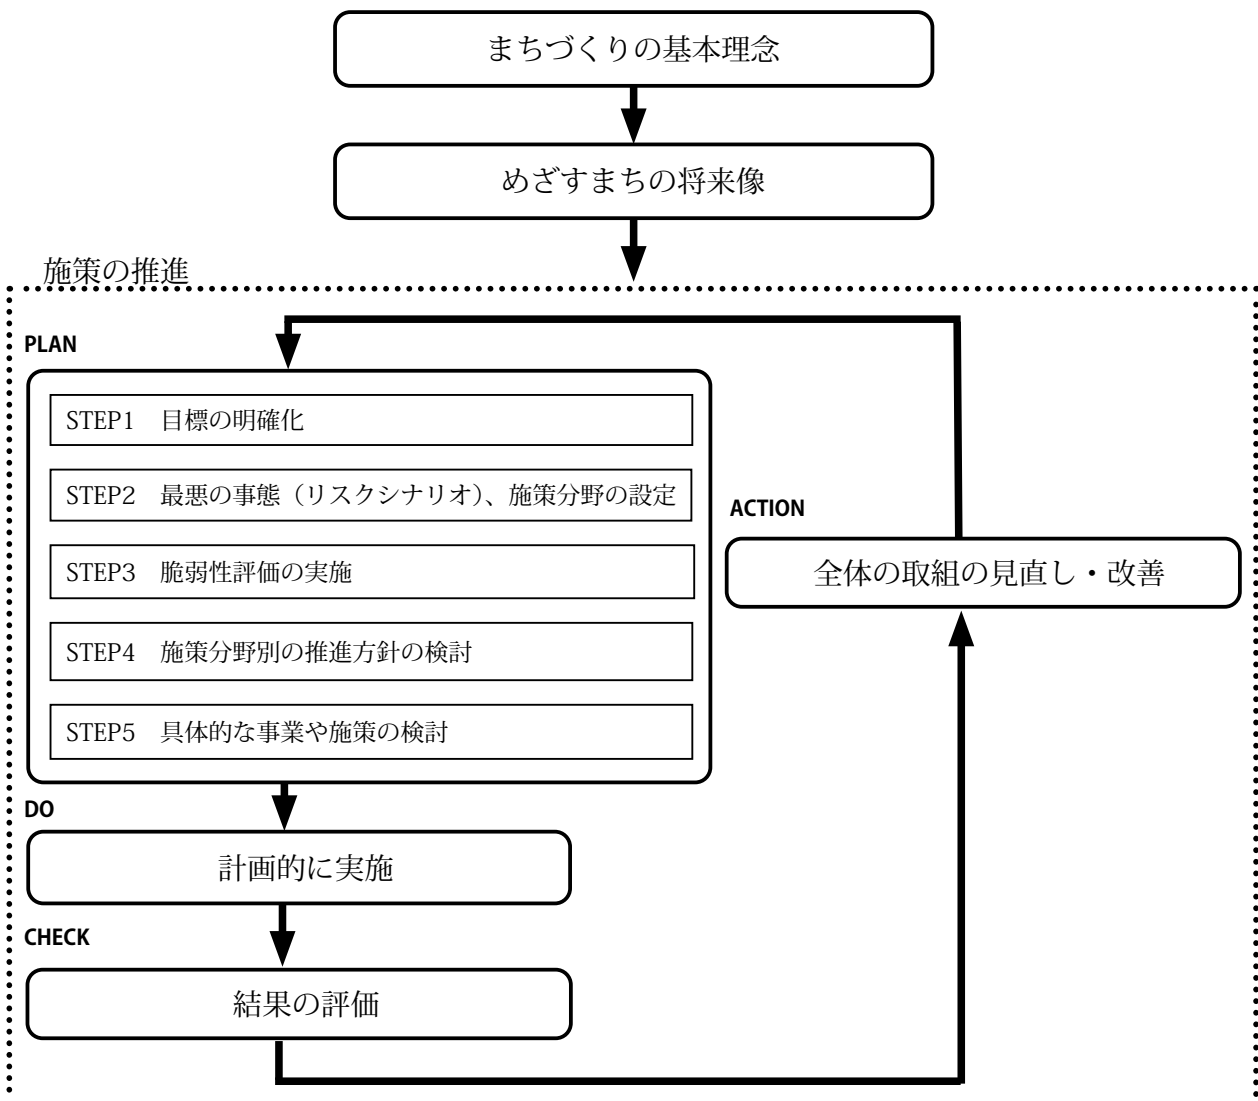 まちづくりの基本理念
めざすまちの将来像
施策の推進
PLAN
STEP1　目標の明確化
STEP2　最悪の事態（リスクシナリオ）、施策分野の設定
STEP3　脆弱性評価の実施
STEP4　施策分野別の推進方針の検討
STEP5　具体的な事業や施策の検討
DO
計画的に実施
CHECK
結果の評価
ACTION
全体の取組の見直し・改善